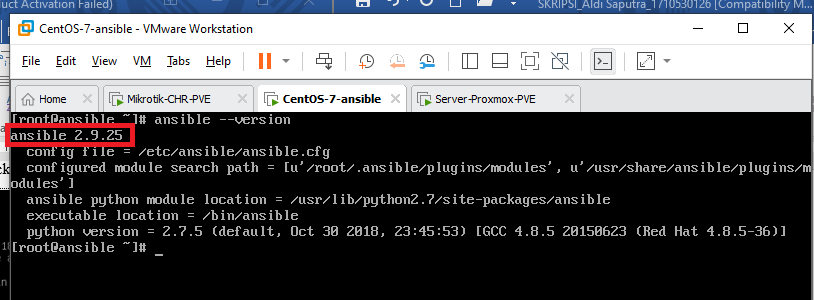 duct Activation Failed)
SKRIPSI_Aldi Saputra_1710530126 [Compatibility M
CentOS-7-ansible - VMware Workstation
File Edit View VM Tabs Help
Home Mikrotik-CHR-PVE CentOS-7-ansible Server-Proxmox-PVE
[root@ansible ~]# ansible --version
ansible 2.9.25
config file = /etc/ansible/ansible.cfg
configured module search path = [u'/root/.ansible/plugins/modules', u'/usr/share/ansible/plugins/m
odules']
ansible python module location = /usr/lib/python2.7/site-packages/ansible
executable location = /bin/ansible
python version = 2.7.5 (default, Oct 30 2018, 23:45:53) [GCC 4.8.5 20150623 (Red Hat 4.8.5-36)]
[root@ansible ~]# _